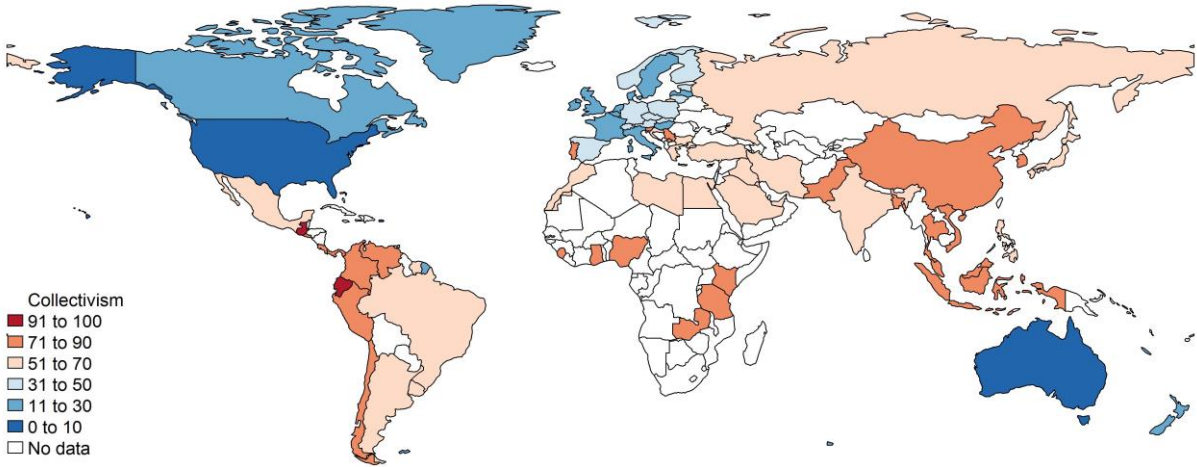 Collectivism
91 to 100
71 to 90
51 to 70
31 to 50
11 to 30
0 to 10
No data